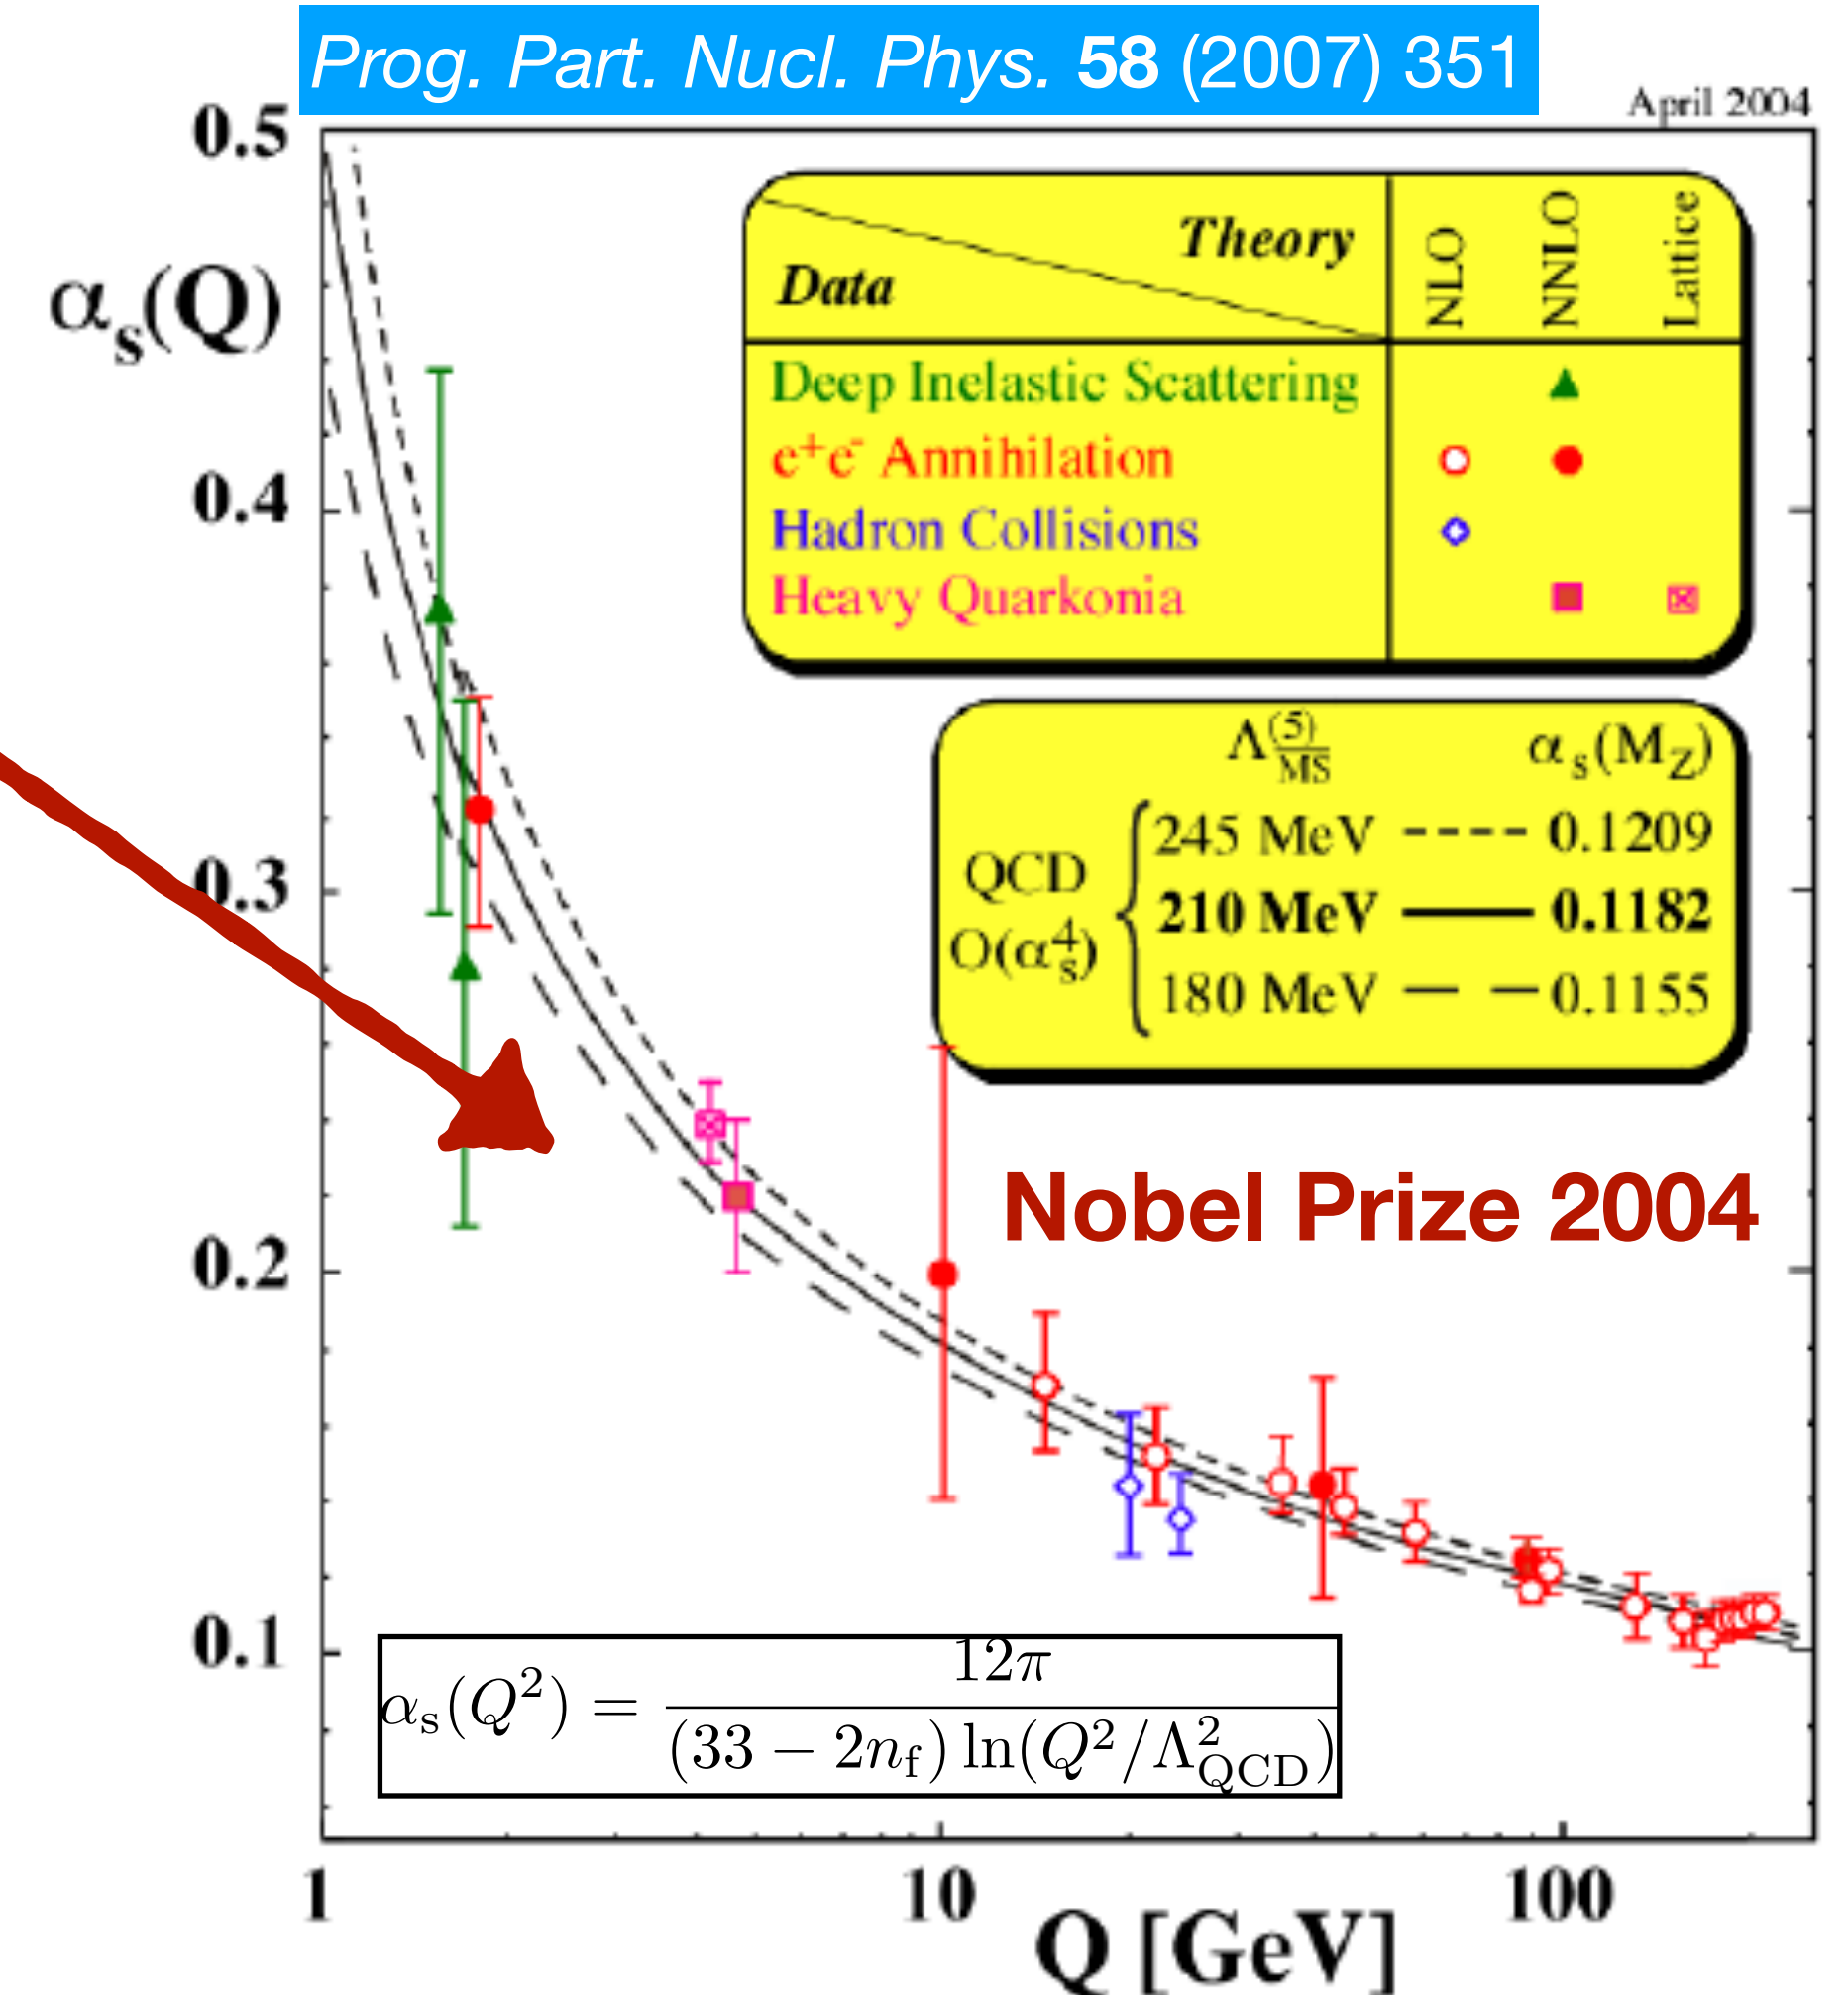 Prog. Part. Nucl. Phys. 58 (2007) 351
April 2004
0.5
αs(Q)
0.4
0.3
0.2
0.1
Theory
Data
NLO
NNLO
Lattice
Deep Inelastic Scattering
e⁺e⁻ Annihilation
Hadron Collisions
Heavy Quarkonia
Λ(5)MS αs(MZ)
QCD
O(αs⁴)
245 MeV 0.1209
210 MeV 0.1182
180 MeV 0.1155
Nobel Prize 2004
αs(Q²) = 12π / (33 − 2nf) ln(Q²/Λ²QCD)
1 10 100
Q [GeV]